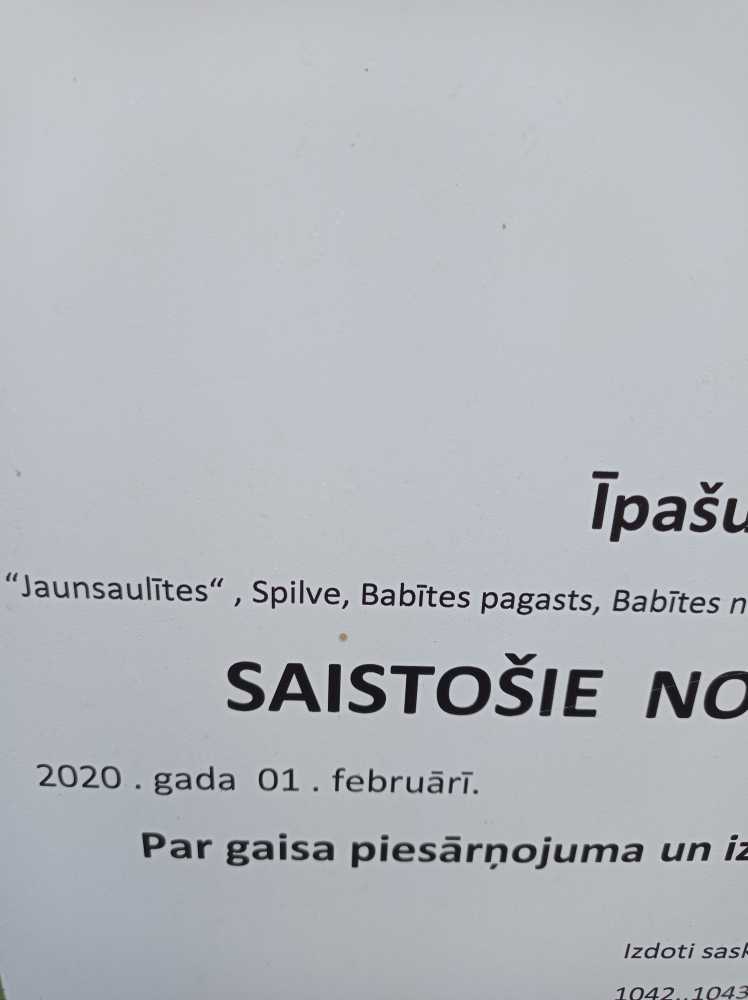 Īpašu
“Jaunsaulītes“ , Spilve, Babītes pagasts, Babītes n
SAISTOŠIE NO
2020 . gada 01 . februārī.
Par gaisa piesārņojuma un iz
Izdoti sask
1042.,1043